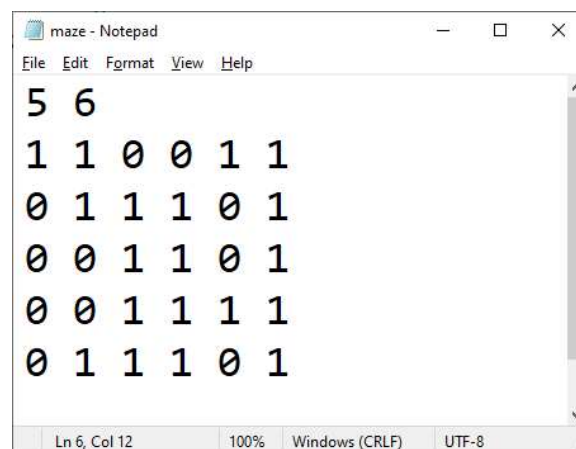 maze - Notepad
File Edit Format View Help
5 6
1 1 0 0 1 1
0 1 1 1 0 1
0 0 1 1 0 1
0 0 1 1 1 1
0 1 1 1 0 1
Ln 6, Col 12 100% Windows (CRLF) UTF-8